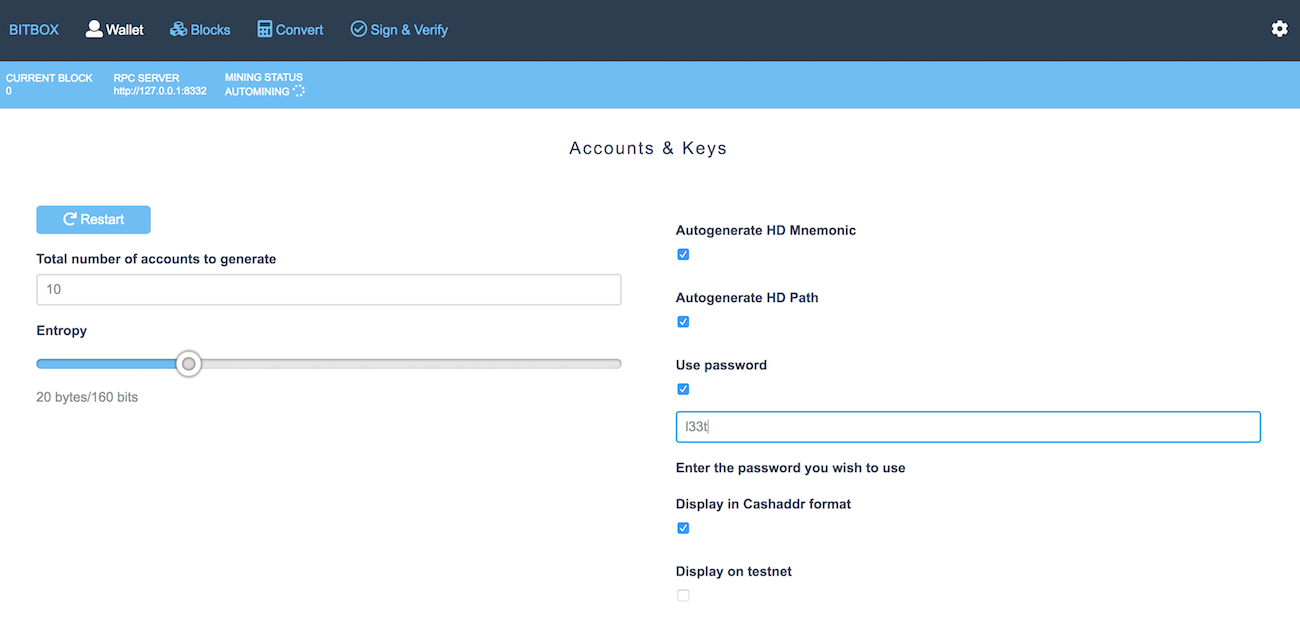 BITBOX Wallet Blocks Convert Sign & Verify
CURRENT BLOCK RPC SERVER MINING STATUS
0 http://127.0.0.1:8332 AUTOMINING
Accounts & Keys
Restart
Total number of accounts to generate
10
Entropy
20 bytes/160 bits
Autogenerate HD Mnemonic
Autogenerate HD Path
Use password
l33t
Enter the password you wish to use
Display in Cashaddr format
Display on testnet